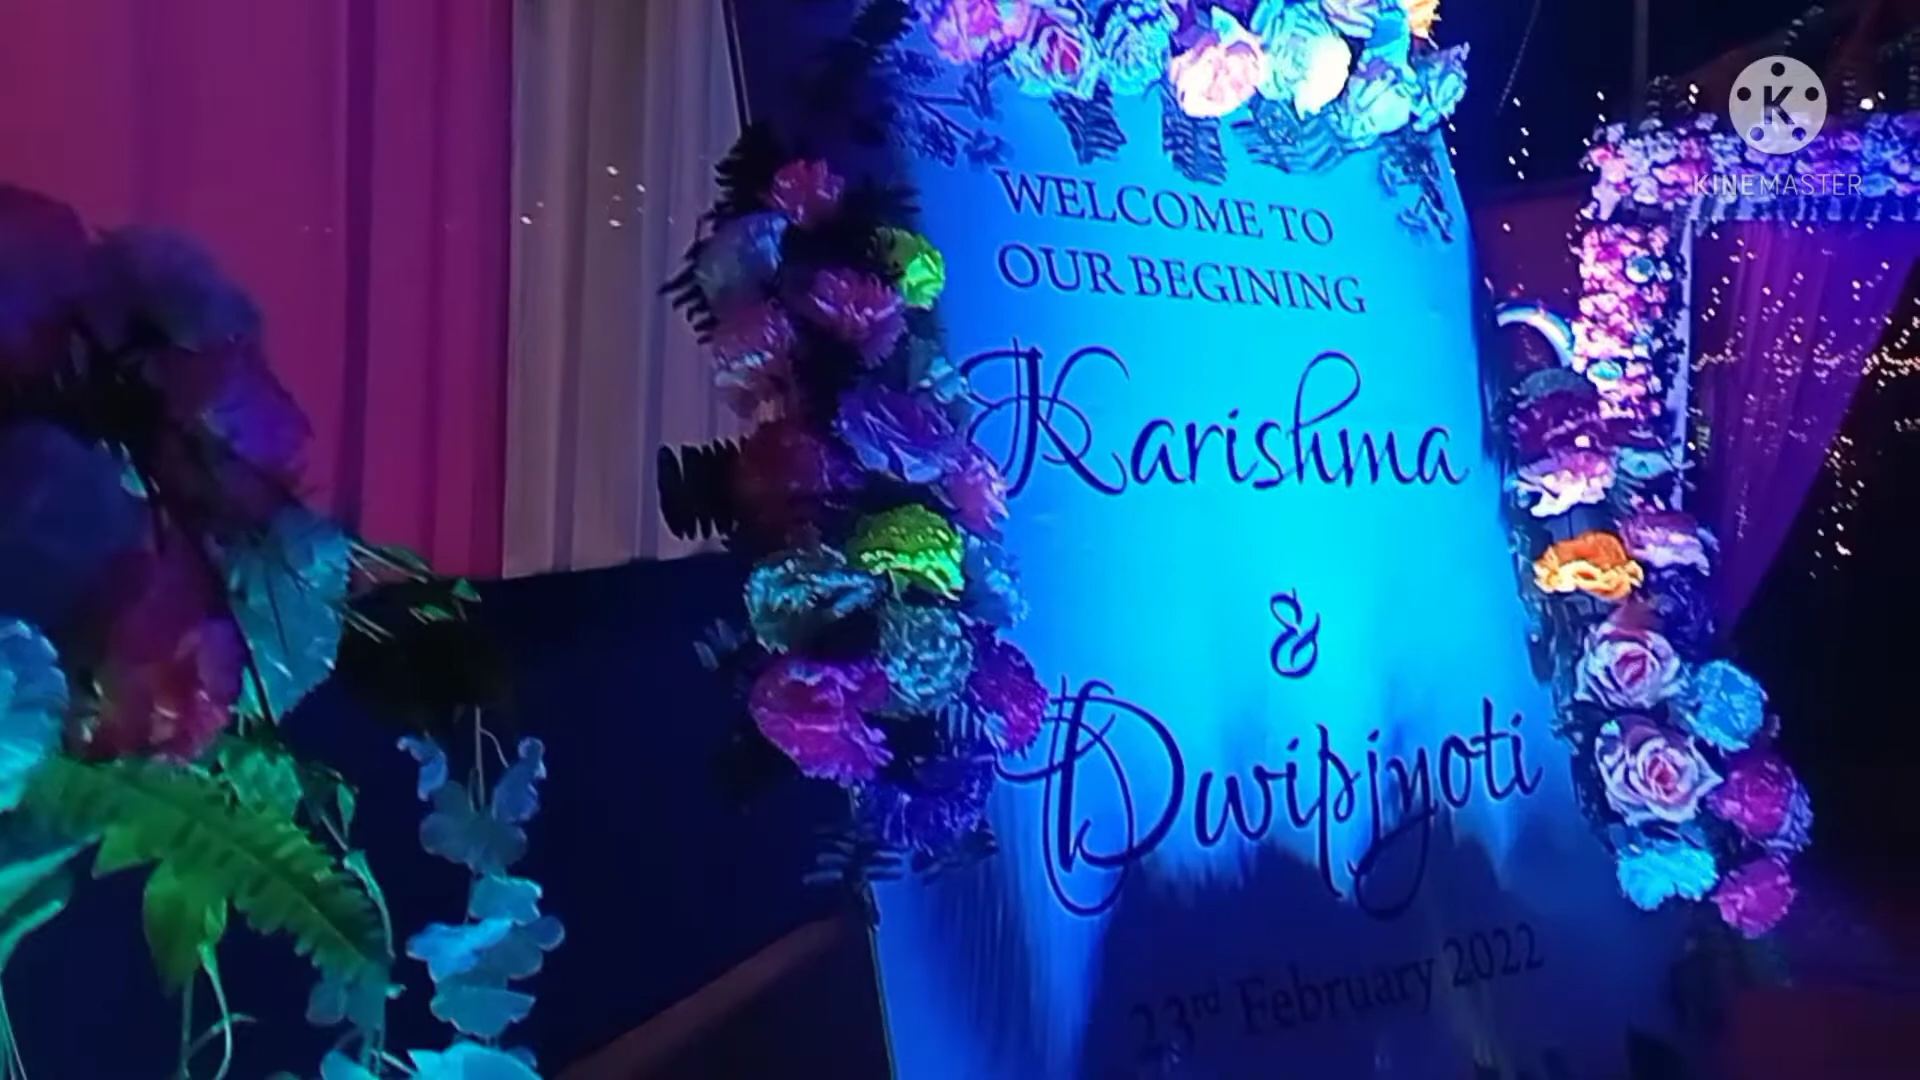 WELCOME TO
OUR BEGINING
Karishma
&
Dwipjyoti
23rd February 2022
K
KINEMASTER